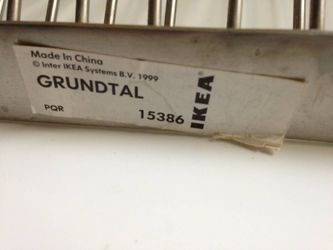 Made In China
© Inter IKEA Systems B.V. 1999
GRUNDTAL
PQR
15386
IKEA